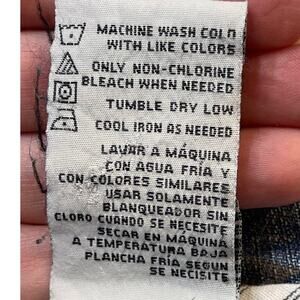 MACHINE WASH COLD
WITH LIKE COLORS
ONLY NON-CHLORINE
BLEACH WHEN NEEDED
TUMBLE DRY LOW
COOL IRON AS NEEDED
LAVAR A MÁQUINA
CON AGUA FRÍA Y
CON COLORES SIMILARES
USAR SOLAMENTE
BLANQUEADOR SIN
CLORO CUANDO SE NECESITE
SECAR EN MÁQUINA
A TEMPERATURA BAJA
PLANCHA FRÍA SEGUN
SE NECISITE